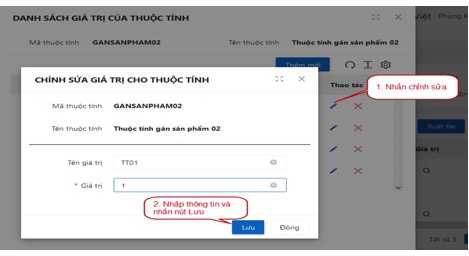 DANH SÁCH GIÁ TRỊ CỦA THUỘC TÍNH
Việt
Mã thuộc tính GANSANPHAM02 Tên thuộc tính Thuộc tính gán sản phẩm 02
Thêm mới
CHỈNH SỬA GIÁ TRỊ CHO THUỘC TÍNH
Thao tác
1. Nhấn chỉnh sửa
Mã thuộc tính GANSANPHAM02
Xuất file
Tên thuộc tính Thuộc tính gán sản phẩm 02
Giá trị
Tên giá trị TT01
* Giá trị 1
2. Nhập thông tin và
nhấn nút Lưu
Lưu Đóng
Tất cả 3